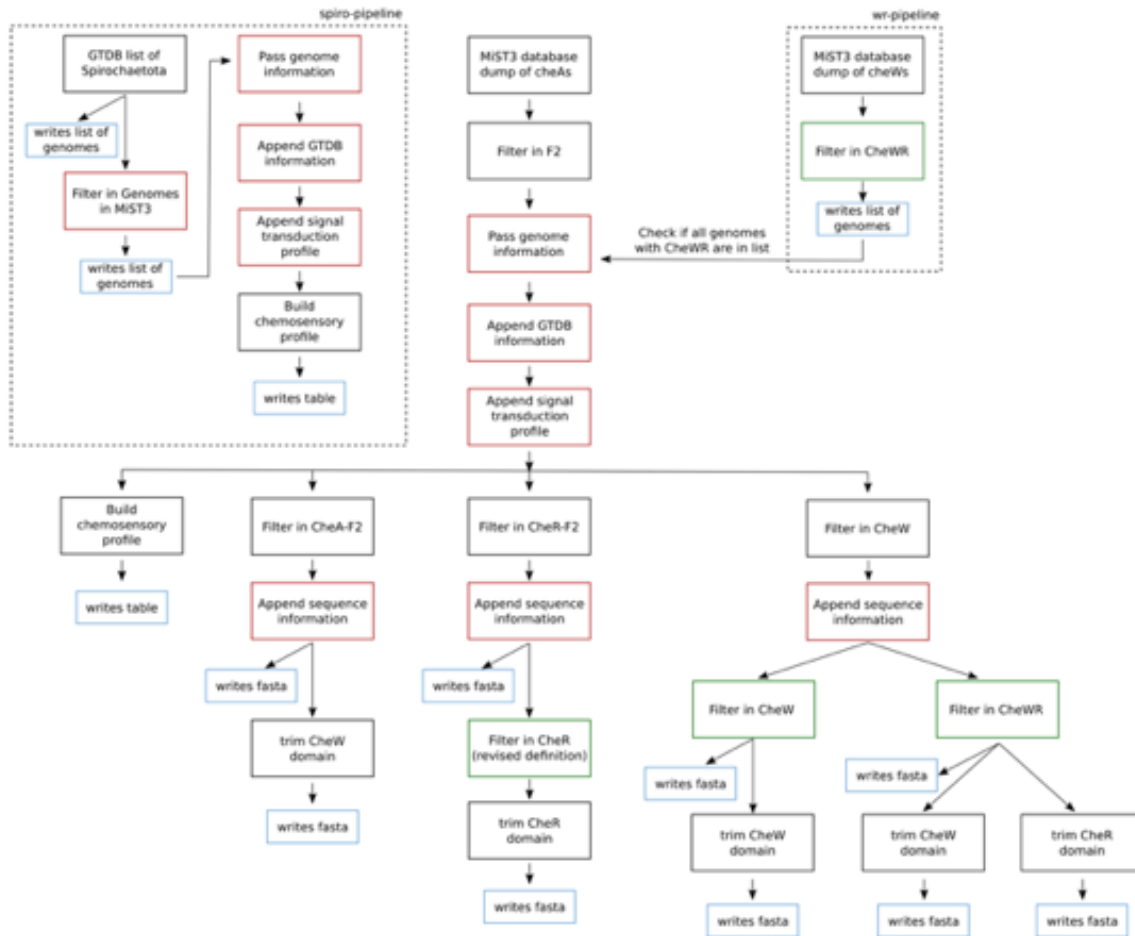 spiro-pipeline
wr-pipeline
GTDB list of
Spirochaetota
writes list of
genomes
Filter in Genomes
in MiST3
writes list of
genomes
Pass genome
information
Append GTDB
information
Append signal
transduction
profile
Build
chemosensory
profile
writes table
MiST3 database
dump of cheAs
Filter in F2
Pass genome
information
Append GTDB
information
Append signal
transduction
profile
MiST3 database
dump of cheWs
Filter in CheWR
writes list of
genomes
Check if all genomes
with CheWR are in list
Build
chemosensory
profile
writes table
Filter in CheA-F2
Append sequence
information
writes fasta
trim CheW
domain
writes fasta
Filter in CheR-F2
Append sequence
information
writes fasta
Filter in CheR
(revised definition)
trim CheR
domain
writes fasta
Filter in CheW
Append sequence
information
Filter in CheW
writes fasta
trim CheW
domain
writes fasta
Filter in CheWR
writes fasta
trim CheW
domain
writes fasta
trim CheR
domain
writes fasta